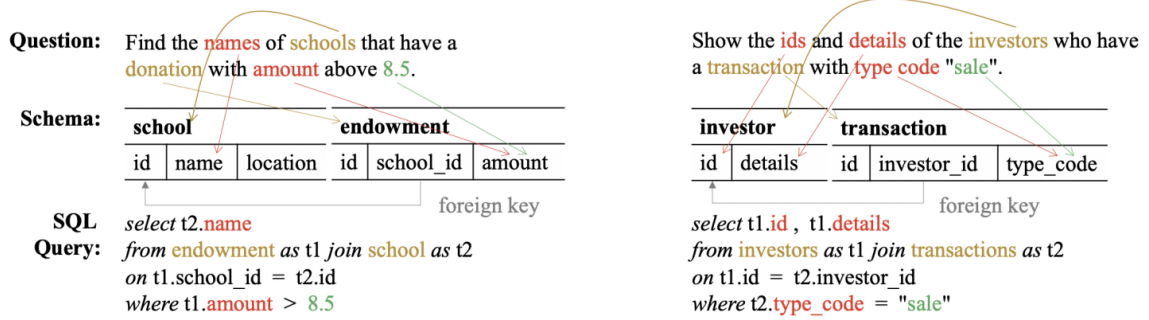 Question: Find the names of schools that have a
donation with amount above 8.5.
Schema:
school endowment
id name location id school_id amount
foreign key
SQL Query:
select t2.name
from endowment as t1 join school as t2
on t1.school_id = t2.id
where t1.amount > 8.5
Show the ids and details of the investors who have
a transaction with type code "sale".
investor transaction
id details id investor_id type_code
foreign key
select t1.id , t1.details
from investors as t1 join transactions as t2
on t1.id = t2.investor_id
where t2.type_code = "sale"